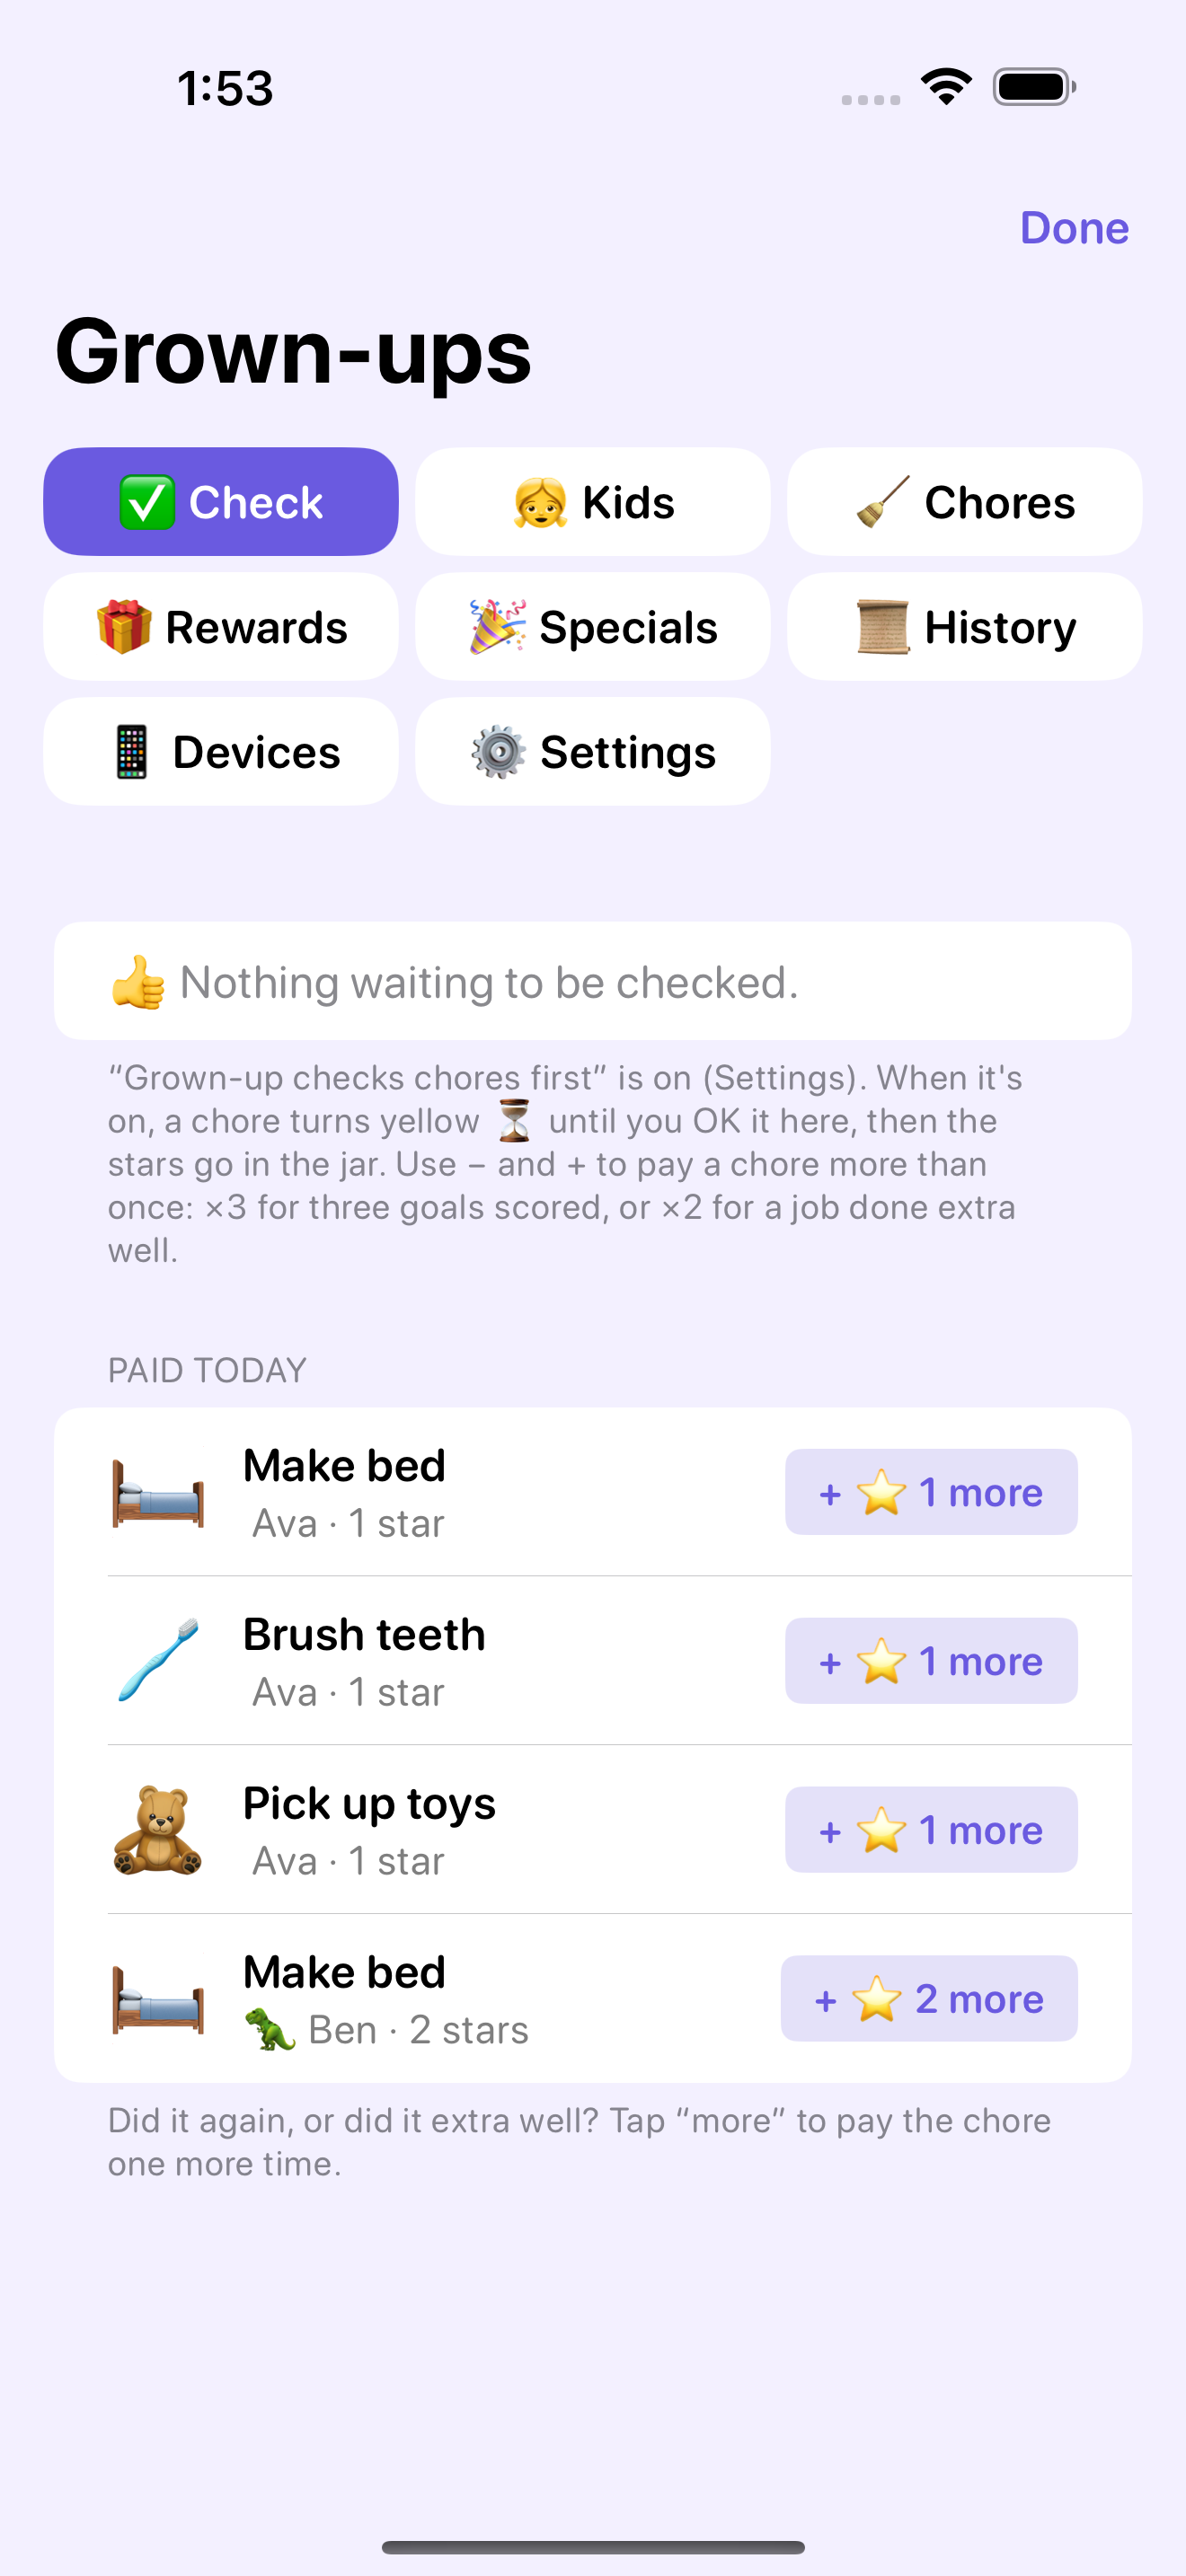 1:53
Done
Grown-ups
✅ Check
👧 Kids
🧹 Chores
🎁 Rewards
🎉 Specials
📜 History
📱 Devices
⚙️ Settings
👍 Nothing waiting to be checked.
“Grown-up checks chores first” is on (Settings). When it's
on, a chore turns yellow ⏳ until you OK it here, then the
stars go in the jar. Use − and + to pay a chore more than
once: ×3 for three goals scored, or ×2 for a job done extra
well.
PAID TODAY
Make bed
Ava · 1 star
+ ⭐ 1 more
Brush teeth
Ava · 1 star
+ ⭐ 1 more
Pick up toys
Ava · 1 star
+ ⭐ 1 more
Make bed
🦖 Ben · 2 stars
+ ⭐ 2 more
Did it again, or did it extra well? Tap “more” to pay the chore
one more time.